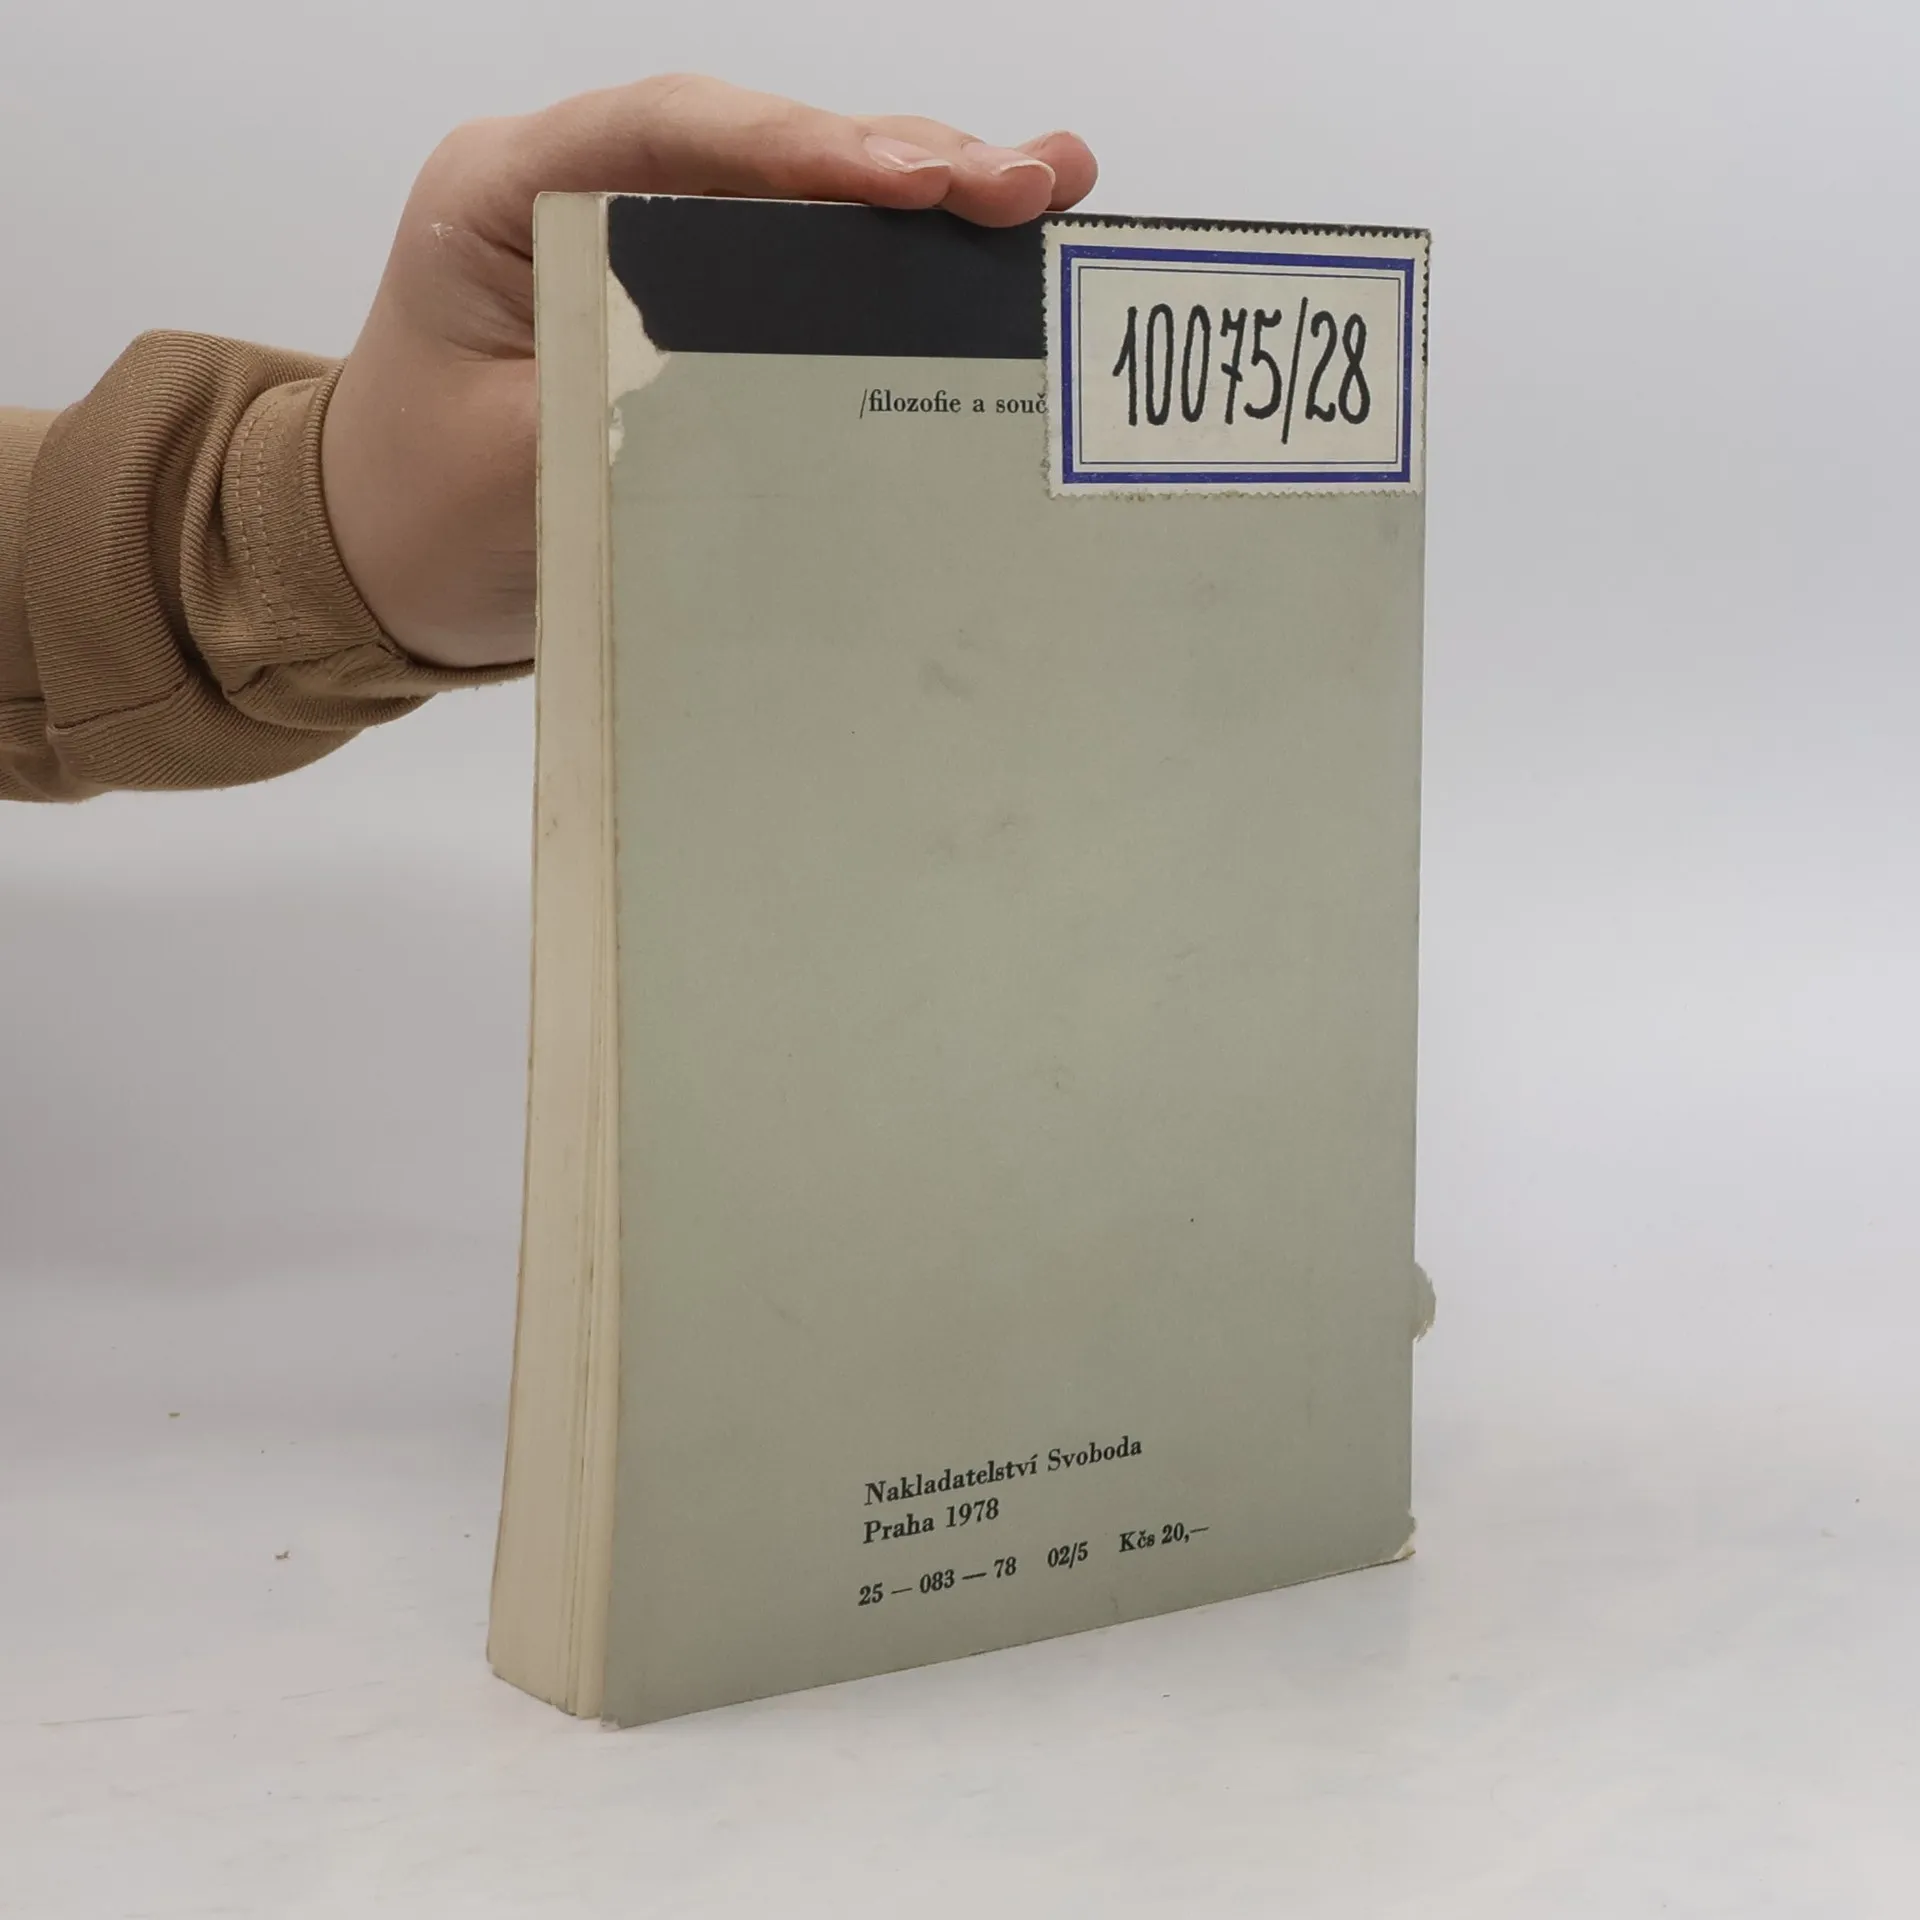 10075/28
/filozofie a souč
Nakladatelství Svoboda
Praha 1978
25 — 083 — 78 02/5 Kčs 20,—